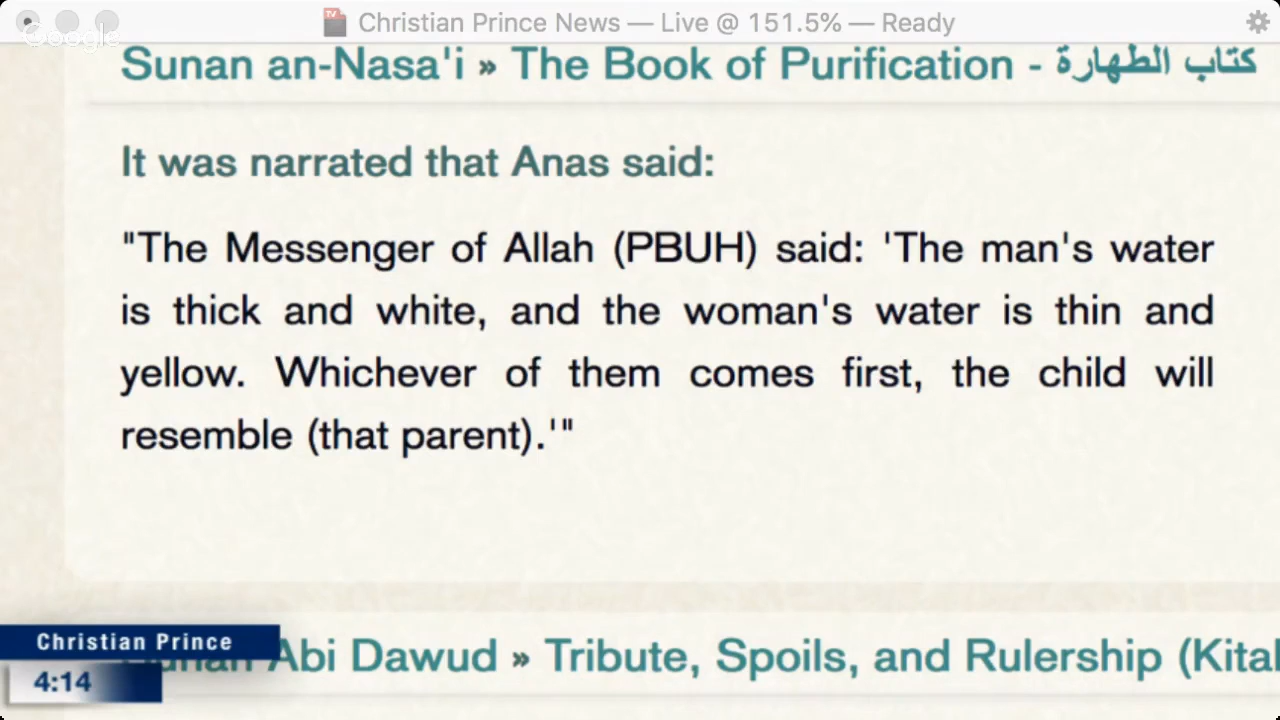 Christian Prince News — Live @ 151.5% — Ready
Google
Sunan an-Nasa'i » The Book of Purification - كتاب الطهارة
It was narrated that Anas said:
"The Messenger of Allah (PBUH) said: 'The man's water
is thick and white, and the woman's water is thin and
yellow. Whichever of them comes first, the child will
resemble (that parent).'"
Abi Dawud » Tribute, Spoils, and Rulership (Kita
Christian Prince
4:14